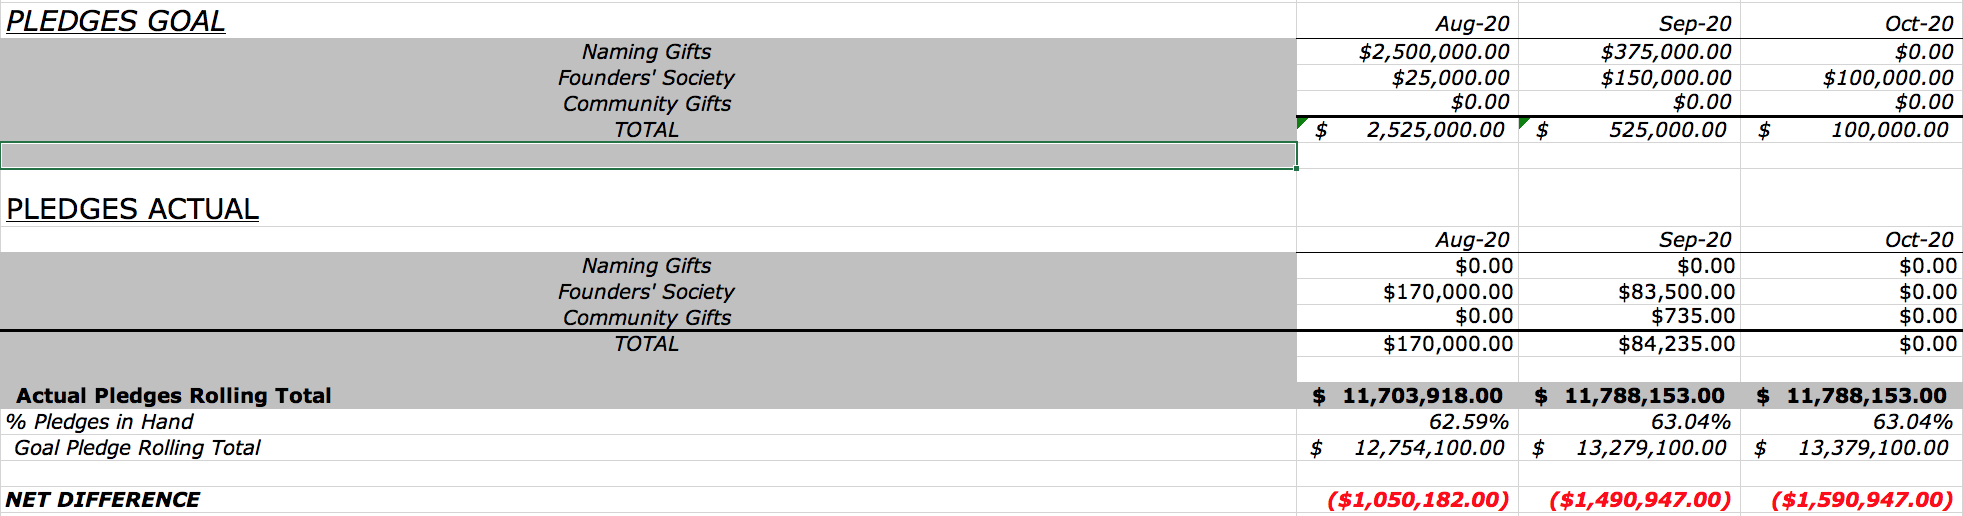 PLEDGES GOAL Aug-20 Sep-20 Oct-20
Naming Gifts $2,500,000.00 $375,000.00 $0.00
Founders' Society $25,000.00 $150,000.00 $100,000.00
Community Gifts $0.00 $0.00 $0.00
TOTAL $ 2,525,000.00 $ 525,000.00 $ 100,000.00
PLEDGES ACTUAL
Aug-20 Sep-20 Oct-20
Naming Gifts $0.00 $0.00 $0.00
Founders' Society $170,000.00 $83,500.00 $0.00
Community Gifts $0.00 $735.00 $0.00
TOTAL $170,000.00 $84,235.00 $0.00
Actual Pledges Rolling Total $ 11,703,918.00 $ 11,788,153.00 $ 11,788,153.00
% Pledges in Hand 62.59% 63.04% 63.04%
Goal Pledge Rolling Total $ 12,754,100.00 $ 13,279,100.00 $ 13,379,100.00
NET DIFFERENCE ($1,050,182.00) ($1,490,947.00) ($1,590,947.00)